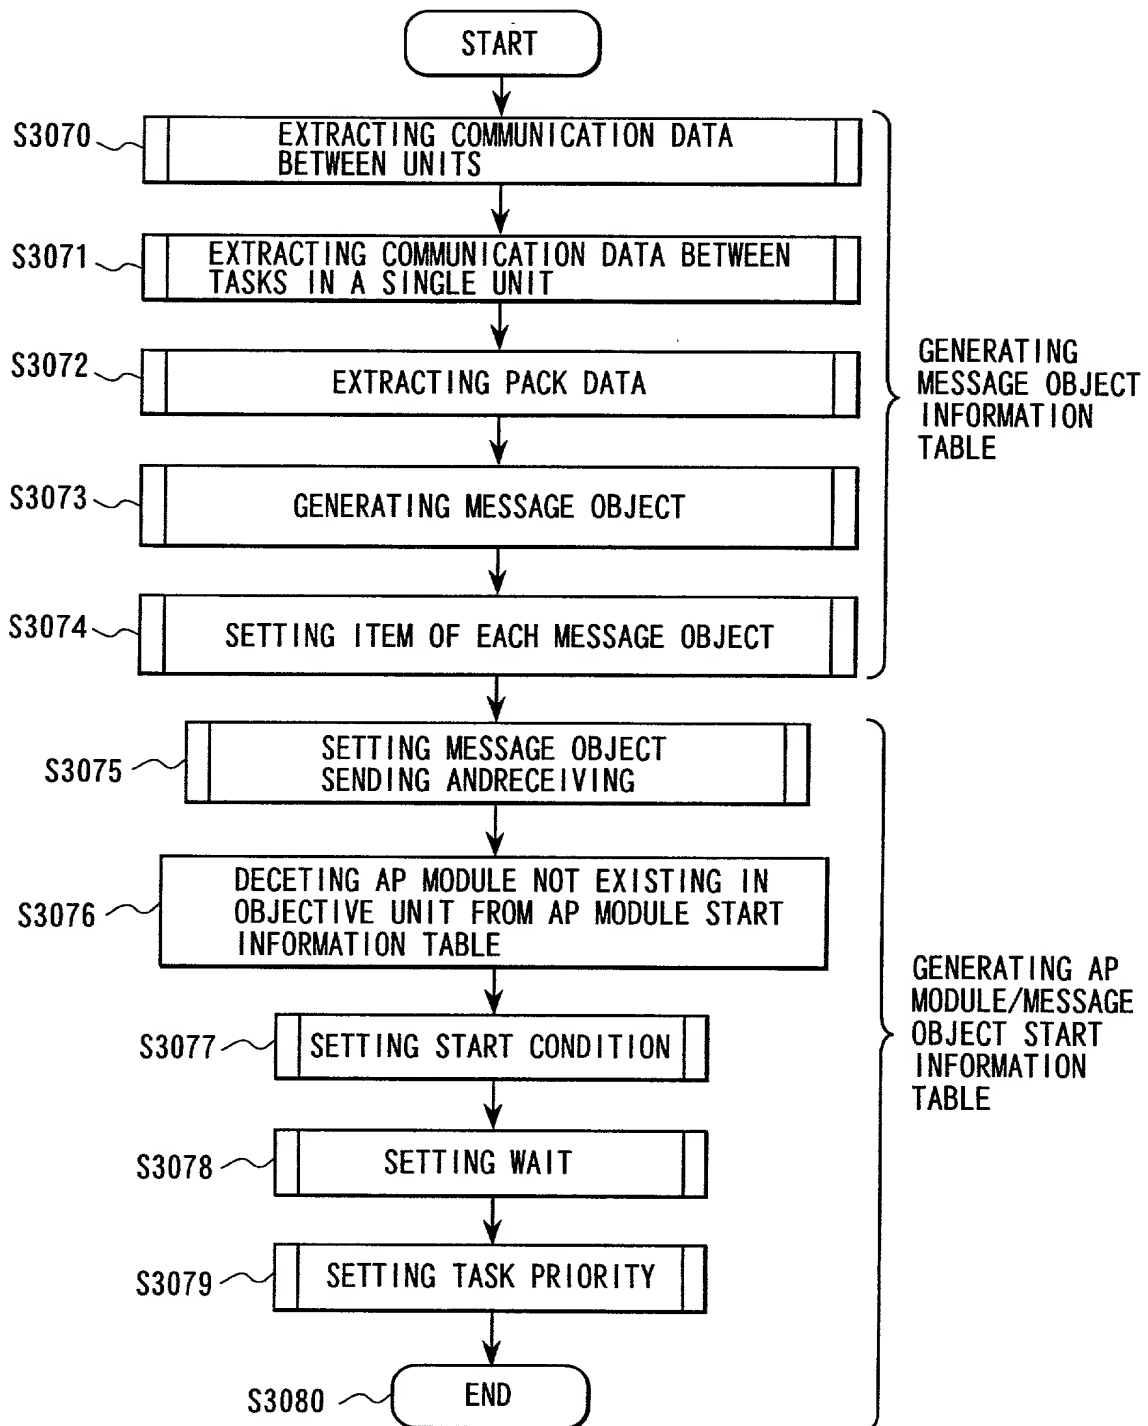 START
S3070
EXTRACTING COMMUNICATION DATA
BETWEEN UNITS
S3071
EXTRACTING COMMUNICATION DATA BETWEEN
TASKS IN A SINGLE UNIT
S3072
EXTRACTING PACK DATA
S3073
GENERATING MESSAGE OBJECT
S3074
SETTING ITEM OF EACH MESSAGE OBJECT
GENERATING
MESSAGE OBJECT
INFORMATION
TABLE
S3075
SETTING MESSAGE OBJECT
SENDING ANDRECEIVING
S3076
DECETING AP MODULE NOT EXISTING IN
OBJECTIVE UNIT FROM AP MODULE START
INFORMATION TABLE
S3077
SETTING START CONDITION
S3078
SETTING WAIT
S3079
SETTING TASK PRIORITY
S3080
END
GENERATING AP
MODULE/MESSAGE
OBJECT START
INFORMATION
TABLE